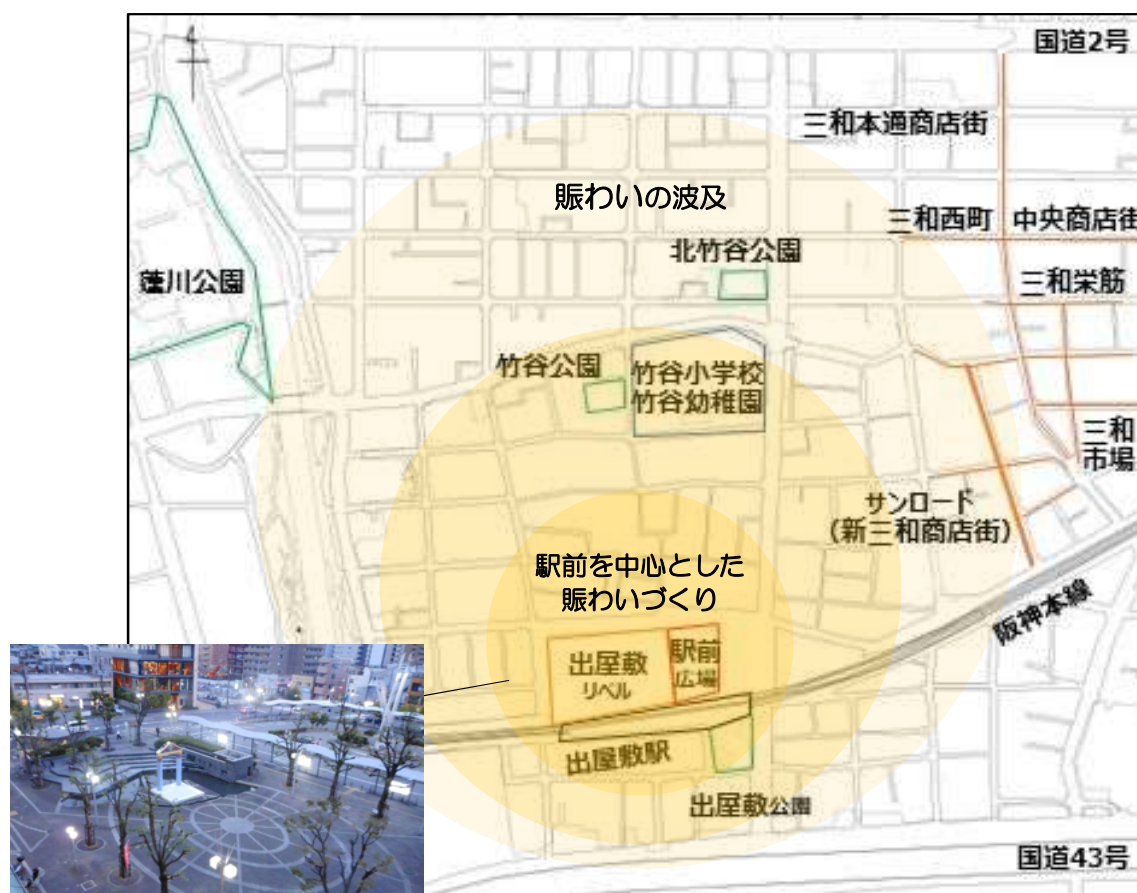 国道2号
三和本通商店街
賑わいの波及
三和西町
中央商店街
北竹谷公園
蓬川公園
三和栄筋
竹谷公園
竹谷小学校
竹谷幼稚園
三和
市場
サンロード
(新三和商店街)
駅前を中心とした
賑わいづくり
阪神本線
出屋敷
リベル
駅前
広場
出屋敷駅
出屋敷公園
国道43号